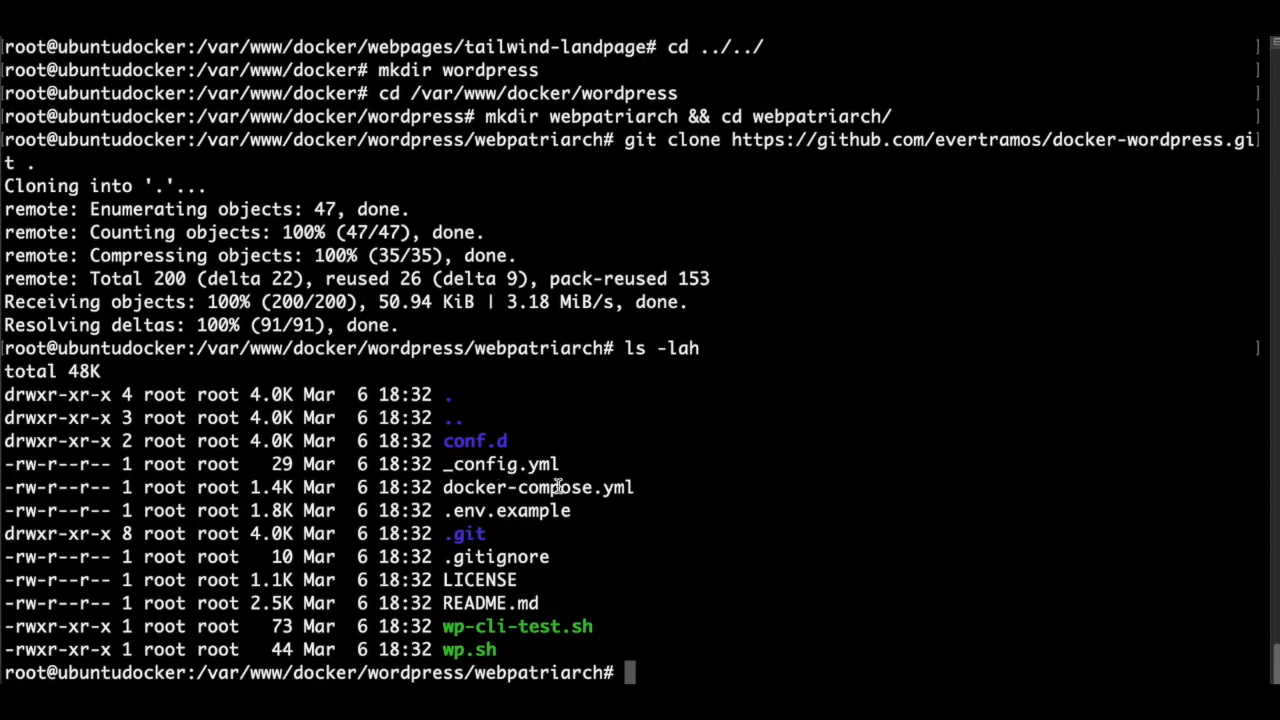 root@ubuntudocker:/var/www/docker/webpages/tailwind-landpage# cd ../../
root@ubuntudocker:/var/www/docker# mkdir wordpress
root@ubuntudocker:/var/www/docker# cd /var/www/docker/wordpress
root@ubuntudocker:/var/www/docker/wordpress# mkdir webpatriarch && cd webpatriarch/
root@ubuntudocker:/var/www/docker/wordpress/webpatriarch# git clone https://github.com/evertramos/docker-wordpress.gi
t .
Cloning into '.'...
remote: Enumerating objects: 47, done.
remote: Counting objects: 100% (47/47), done.
remote: Compressing objects: 100% (35/35), done.
remote: Total 200 (delta 22), reused 26 (delta 9), pack-reused 153
Receiving objects: 100% (200/200), 50.94 KiB | 3.18 MiB/s, done.
Resolving deltas: 100% (91/91), done.
root@ubuntudocker:/var/www/docker/wordpress/webpatriarch# ls -lah
total 48K
drwxr-xr-x 4 root root 4.0K Mar  6 18:32 .
drwxr-xr-x 3 root root 4.0K Mar  6 18:32 ..
drwxr-xr-x 2 root root 4.0K Mar  6 18:32 conf.d
-rw-r--r-- 1 root root   29 Mar  6 18:32 _config.yml
-rw-r--r-- 1 root root 1.4K Mar  6 18:32 docker-compose.yml
-rw-r--r-- 1 root root 1.8K Mar  6 18:32 .env.example
drwxr-xr-x 8 root root 4.0K Mar  6 18:32 .git
-rw-r--r-- 1 root root   10 Mar  6 18:32 .gitignore
-rw-r--r-- 1 root root 1.1K Mar  6 18:32 LICENSE
-rw-r--r-- 1 root root 2.5K Mar  6 18:32 README.md
-rwxr-xr-x 1 root root   73 Mar  6 18:32 wp-cli-test.sh
-rwxr-xr-x 1 root root   44 Mar  6 18:32 wp.sh
root@ubuntudocker:/var/www/docker/wordpress/webpatriarch#